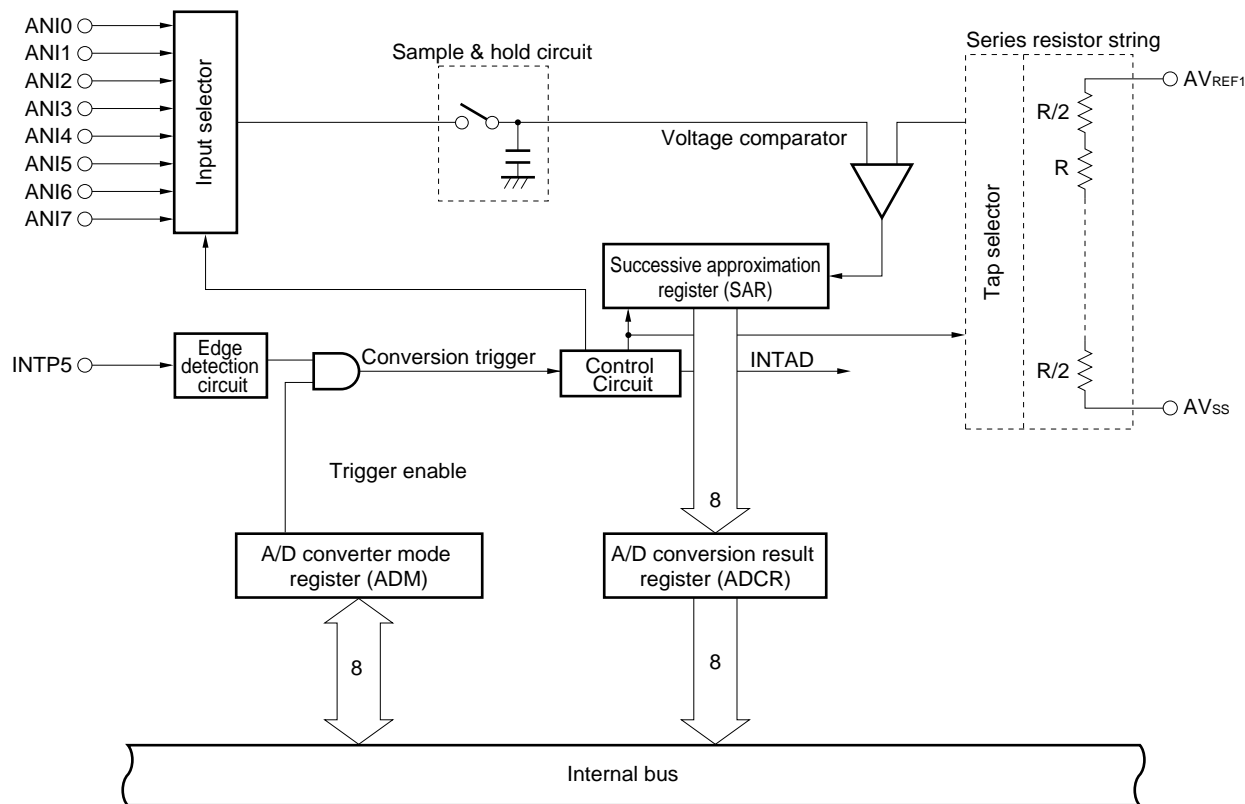 ANI0
ANI1
ANI2
ANI3
ANI4
ANI5
ANI6
ANI7
Input selector
Sample & hold circuit
Voltage comparator
Series resistor string
Tap selector
R/2
R
R/2
AVREF1
AVSS
Successive approximation
register (SAR)
INTP5
Edge
detection
circuit
Conversion trigger
Control
Circuit
INTAD
Trigger enable
8
A/D converter mode
register (ADM)
A/D conversion result
register (ADCR)
8
8
Internal bus